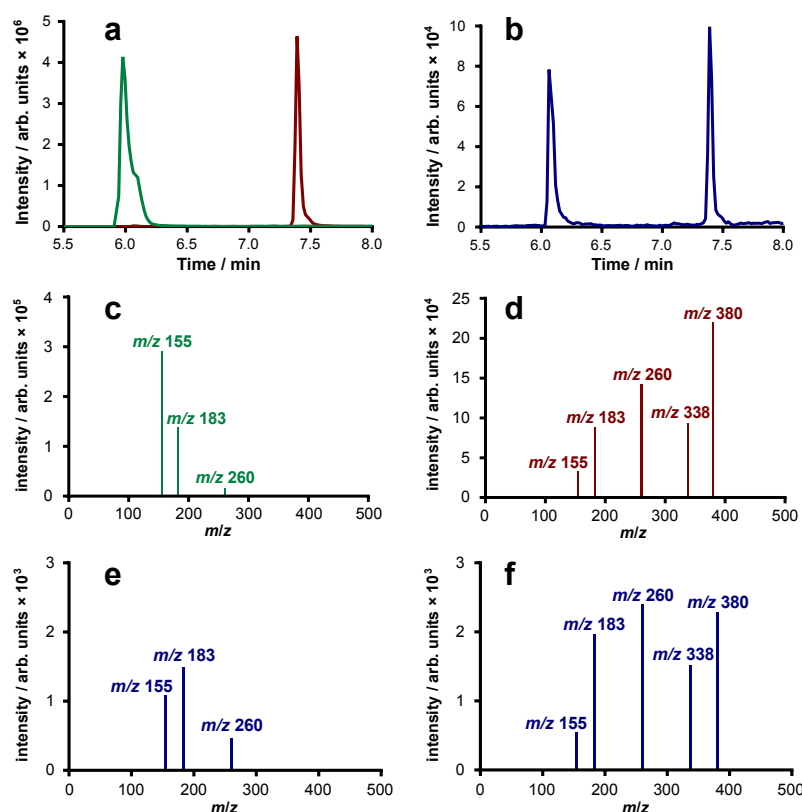 a
Intensity / arb. units × 10⁶
5
4
3
2
1
0
5.5 6.0 6.5 7.0 7.5 8.0
Time / min
b
Intensity / arb. units × 10⁴
10
8
6
4
2
0
5.5 6.0 6.5 7.0 7.5 8.0
Time / min
c
intensity / arb. units × 10⁵
4
3
2
1
0
m/z 155
m/z 183
m/z 260
0 100 200 300 400 500
m/z
d
intensity / arb. units × 10⁴
25
20
15
10
5
0
m/z 380
m/z 260
m/z 338
m/z 183
m/z 155
0 100 200 300 400 500
m/z
e
intensity / arb. units × 10³
3
2
1
0
m/z 183
m/z 155
m/z 260
0 100 200 300 400 500
m/z
f
intensity / arb. units × 10³
3
2
1
0
m/z 260
m/z 380
m/z 183
m/z 338
m/z 155
0 100 200 300 400 500
m/z